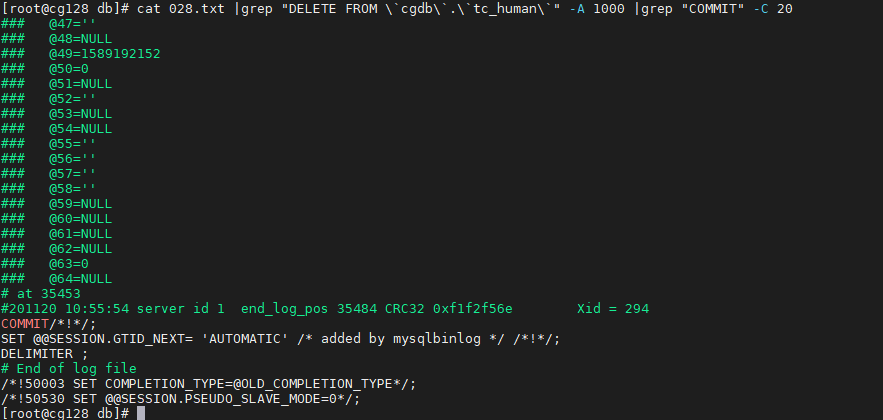 [root@cg128 db]# cat 028.txt |grep "DELETE FROM \`cgdb\`.\`tc_human\`" -A 1000 |grep "COMMIT" -C 20
###   @47=''
###   @48=NULL
###   @49=1589192152
###   @50=0
###   @51=NULL
###   @52=''
###   @53=NULL
###   @54=NULL
###   @55=''
###   @56=''
###   @57=''
###   @58=''
###   @59=NULL
###   @60=NULL
###   @61=NULL
###   @62=NULL
###   @63=0
###   @64=NULL
# at 35453
#201120 10:55:54 server id 1  end_log_pos 35484 CRC32 0xf1f2f56e        Xid = 294
COMMIT/*!*/;
SET @@SESSION.GTID_NEXT= 'AUTOMATIC' /* added by mysqlbinlog */ /*!*/;
DELIMITER ;
# End of log file
/*!50003 SET COMPLETION_TYPE=@OLD_COMPLETION_TYPE*/;
/*!50530 SET @@SESSION.PSEUDO_SLAVE_MODE=0*/;
[root@cg128 db]#